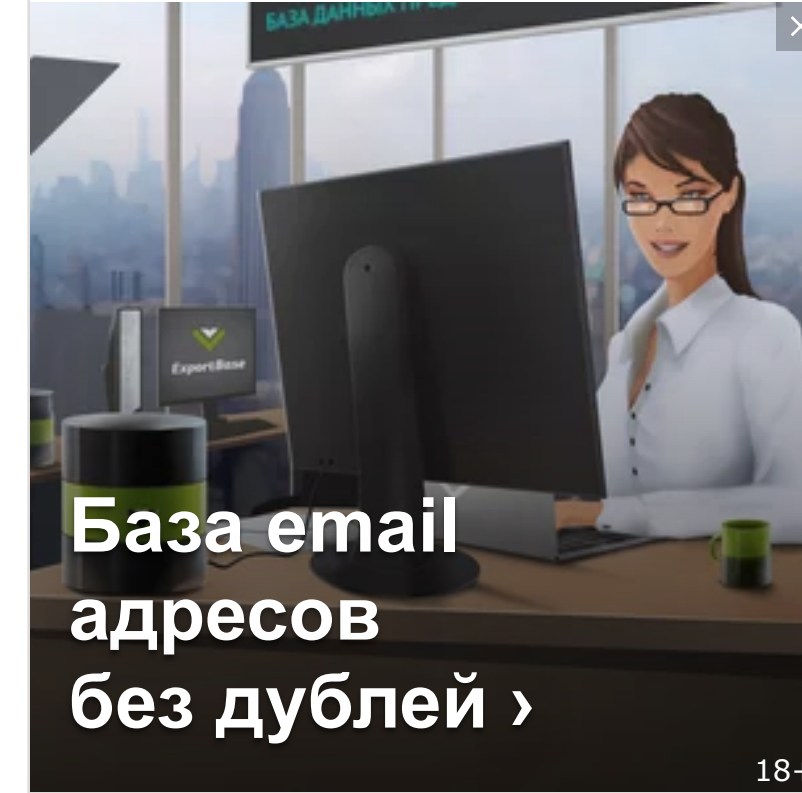 БАЗА ДАННЫХ
ExportBase
База email
адресов
без дублей ›
18+